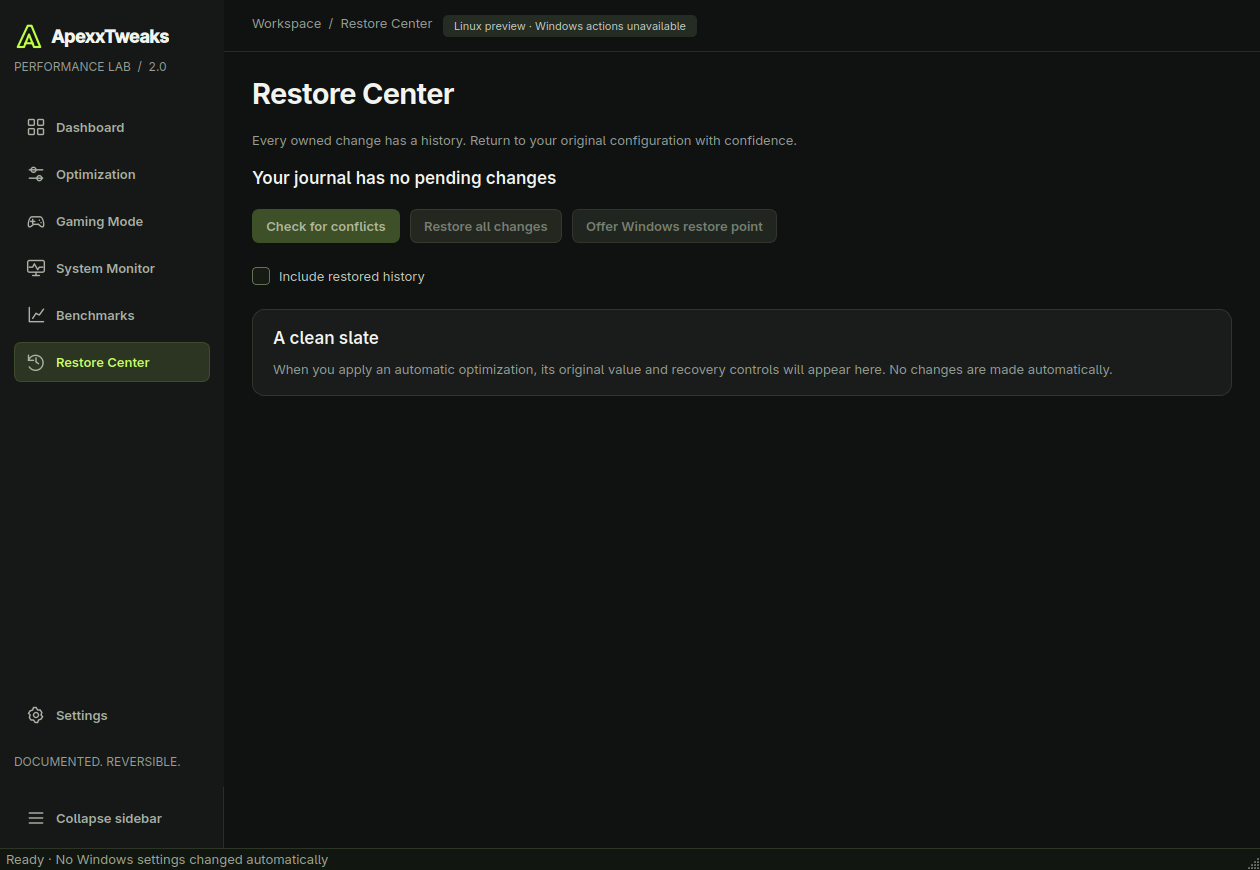 ApexxTweaks
PERFORMANCE LAB / 2.0
Dashboard
Optimization
Gaming Mode
System Monitor
Benchmarks
Restore Center
Settings
DOCUMENTED. REVERSIBLE.
Collapse sidebar
Workspace / Restore Center
Linux preview · Windows actions unavailable
Restore Center
Every owned change has a history. Return to your original configuration with confidence.
Your journal has no pending changes
Check for conflicts
Restore all changes
Offer Windows restore point
Include restored history
A clean slate
When you apply an automatic optimization, its original value and recovery controls will appear here. No changes are made automatically.
Ready · No Windows settings changed automatically